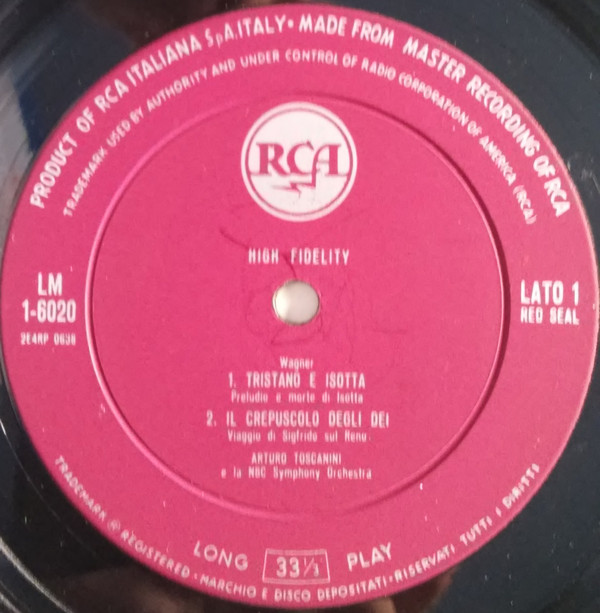 PRODUCT OF RCA ITALIANA S.p.A. ITALY • MADE FROM MASTER RECORDING OF RCA
TRADEMARK USED BY AUTHORITY AND UNDER CONTROL OF RADIO CORPORATION OF AMERICA (RCA)
RCA
HIGH FIDELITY
LM
1-6020
2E4RP 0636
LATO 1
RED SEAL
Wagner
1. TRISTANO E ISOTTA
Preludio e morte di Isotta
2. IL CREPUSCOLO DEGLI DEI
Viaggio di Sigfrido sul Reno
ARTURO TOSCANINI
e la NBC Symphony Orchestra
LONG 33⅓ PLAY
TRADEMARK ® REGISTERED • MARCHIO E DISCO DEPOSITATI • RISERVATI TUTTI I DIRITTI